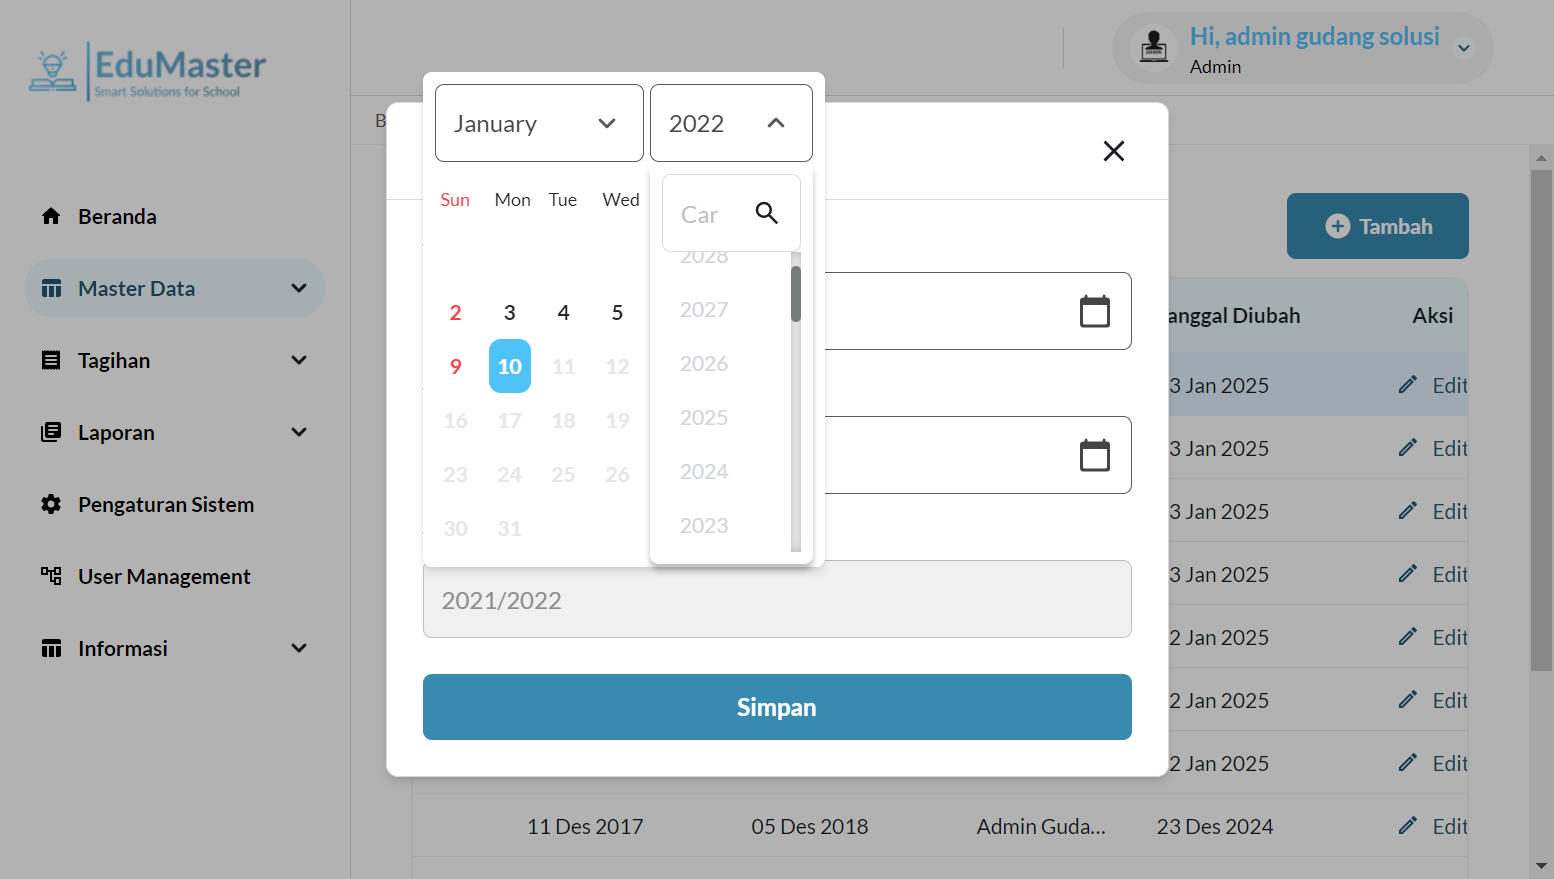 EduMaster
Smart Solutions for School
Hi, admin gudang solusi
Admin
B
January
2022
Sun Mon Tue Wed
Car
2 3 4 5
9 10 11 12
16 17 18 19
23 24 25 26
30 31
2028
2027
2026
2025
2024
2023
2021/2022
Simpan
Beranda
Master Data
Tagihan
Laporan
Pengaturan Sistem
User Management
Informasi
Tambah
anggal Diubah Aksi
3 Jan 2025 Edit
3 Jan 2025 Edit
3 Jan 2025 Edit
3 Jan 2025 Edit
2 Jan 2025 Edit
2 Jan 2025 Edit
2 Jan 2025 Edit
11 Des 2017 05 Des 2018 Admin Guda... 23 Des 2024 Edit